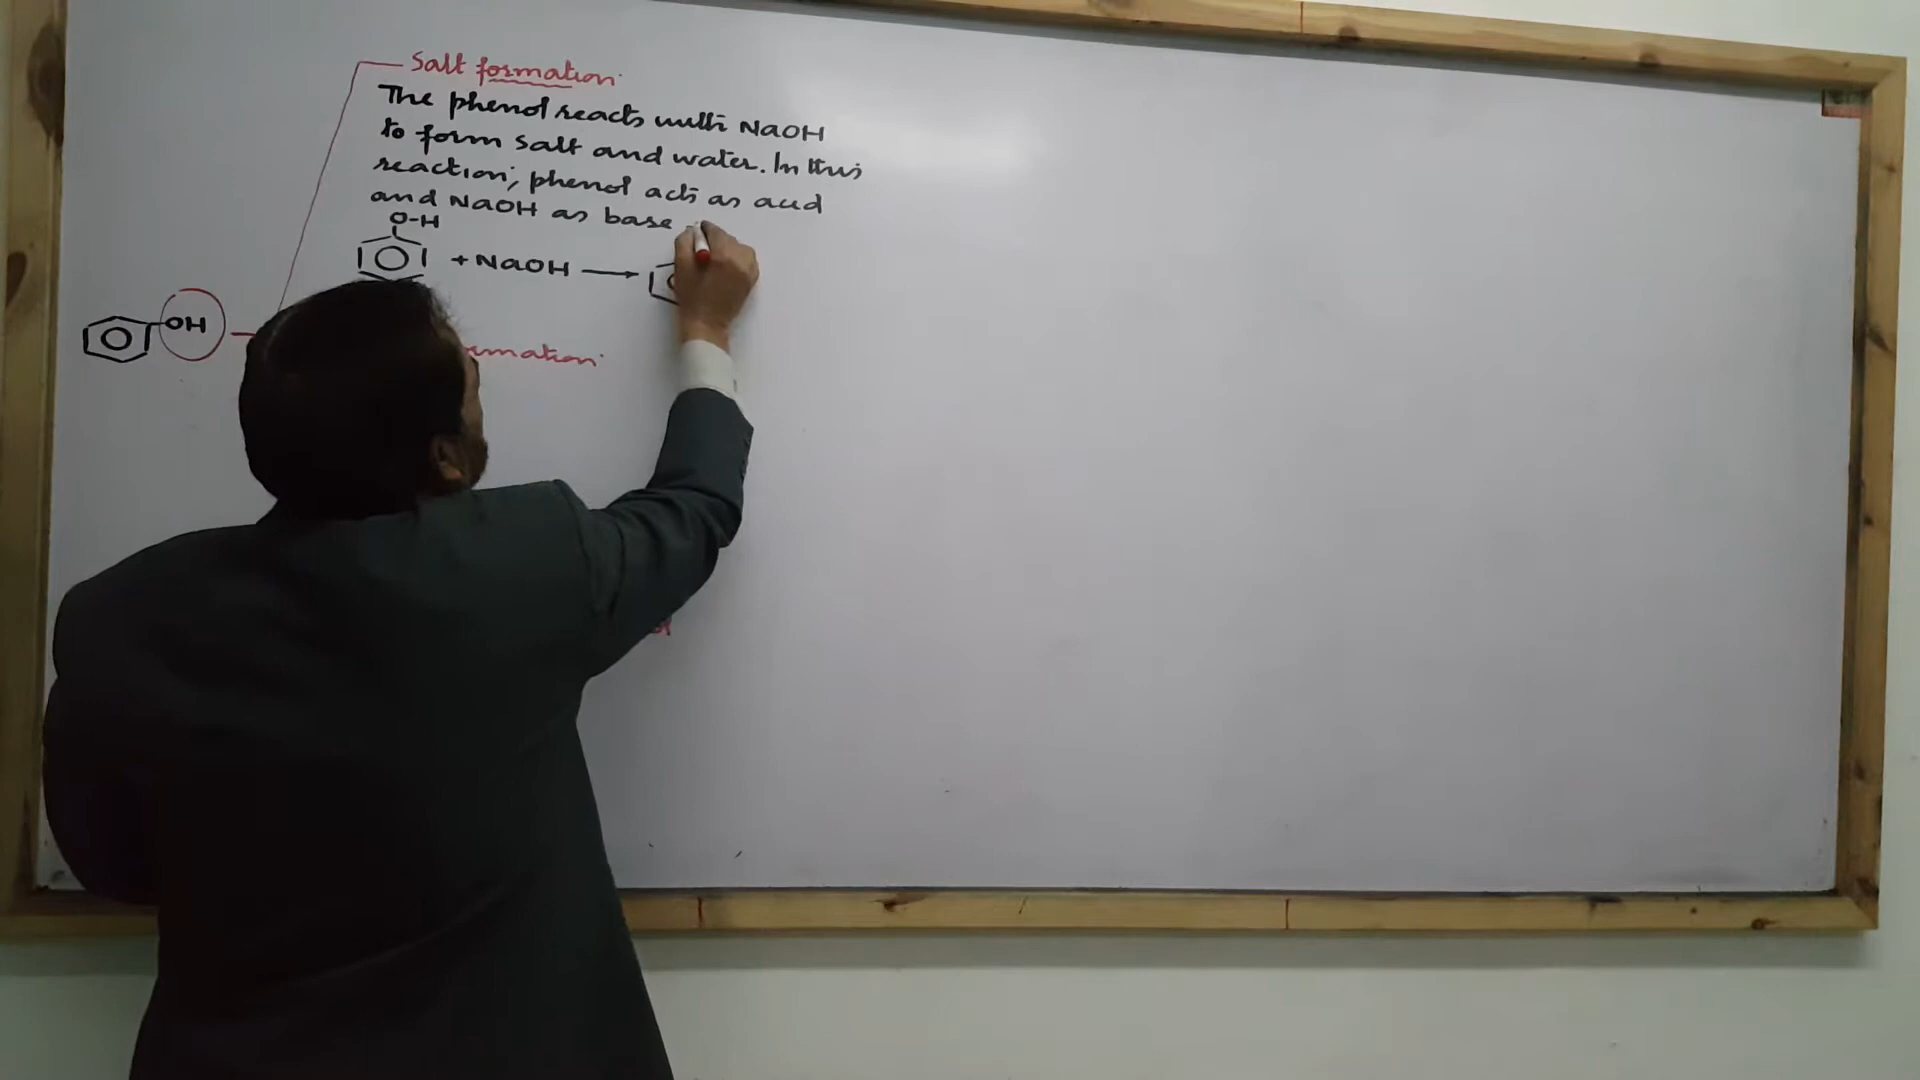 Salt formation
The phenol reacts with NaOH
to form salt and water. In this
reaction, phenol acts as acid
and NaOH as base
O-H
+ NaOH →
OH